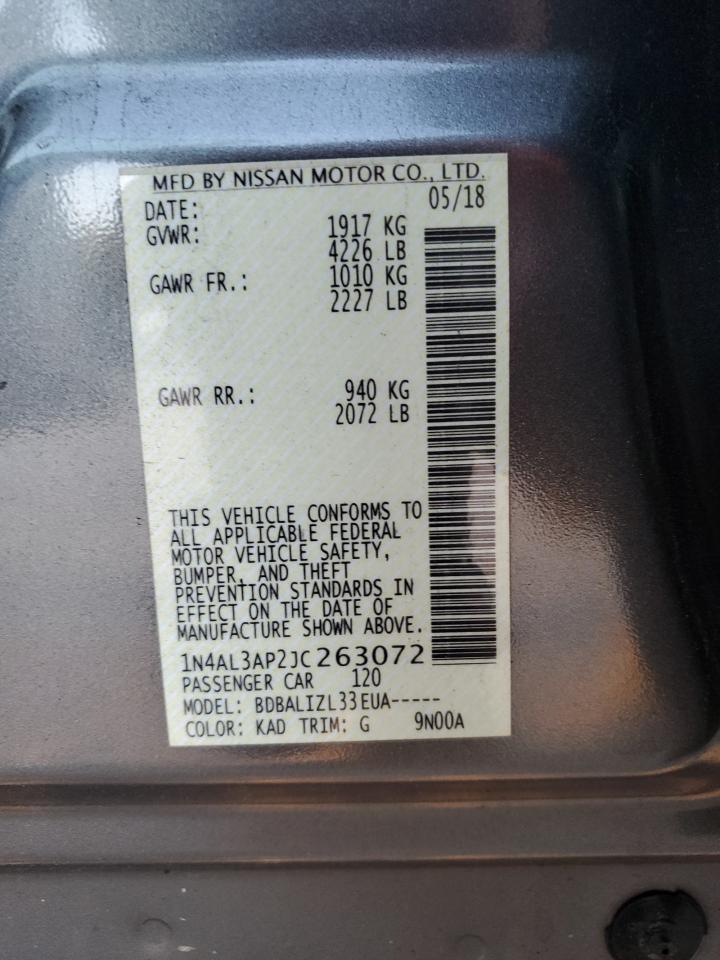 MFD BY NISSAN MOTOR CO., LTD.
DATE: 05/18
GVWR: 1917 KG
4226 LB
GAWR FR.: 1010 KG
2227 LB
GAWR RR.: 940 KG
2072 LB
THIS VEHICLE CONFORMS TO
ALL APPLICABLE FEDERAL
MOTOR VEHICLE SAFETY,
BUMPER, AND THEFT
PREVENTION STANDARDS IN
EFFECT ON THE DATE OF
MANUFACTURE SHOWN ABOVE.
1N4AL3AP2JC263072
PASSENGER CAR 120
MODEL: BDBALIZL33EUA-----
COLOR: KAD TRIM: G 9N00A